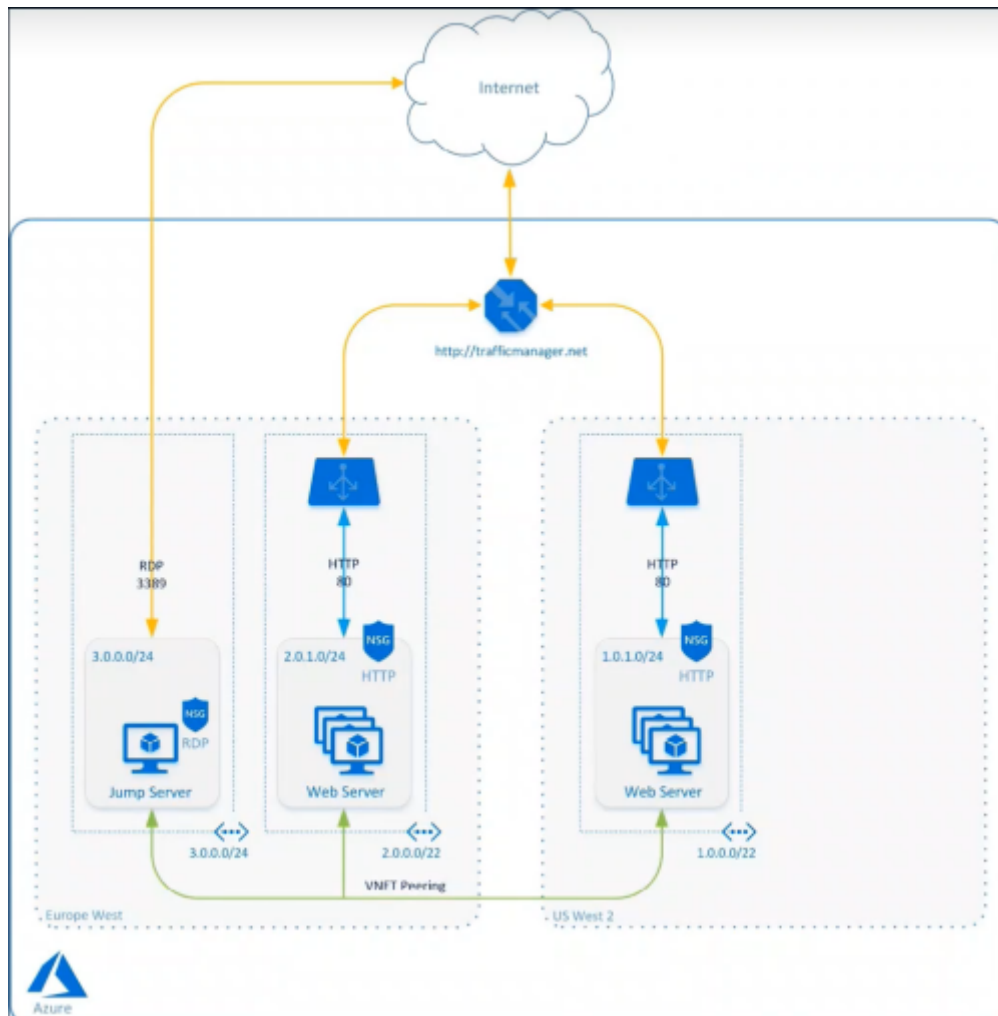 Internet
http://trafficmanager.net
RDP
3389
HTTP
80
HTTP
80
3.0.0.0/24
NSG
RDP
Jump Server
2.0.1.0/24
NSG
HTTP
Web Server
1.0.1.0/24
NSG
HTTP
Web Server
3.0.0.0/24
2.0.0.0/22
1.0.0.0/22
VNET Peering
Europe West
US West 2
Azure